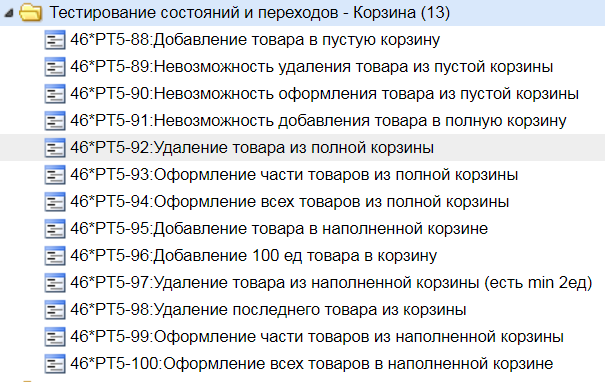 Тестирование состояний и переходов - Корзина (13)
46*PT5-88:Добавление товара в пустую корзину
46*PT5-89:Невозможность удаления товара из пустой корзины
46*PT5-90:Невозможность оформления товара из пустой корзины
46*PT5-91:Невозможность добавления товара в полную корзину
46*PT5-92:Удаление товара из полной корзины
46*PT5-93:Оформление части товаров из полной корзины
46*PT5-94:Оформление всех товаров из полной корзины
46*PT5-95:Добавление товара в наполненной корзине
46*PT5-96:Добавление 100 ед товара в корзину
46*PT5-97:Удаление товара из наполненной корзины (есть min 2ед)
46*PT5-98:Удаление последнего товара из корзины
46*PT5-99:Оформление части товаров из наполненной корзины
46*PT5-100:Оформление всех товаров в наполненной корзине